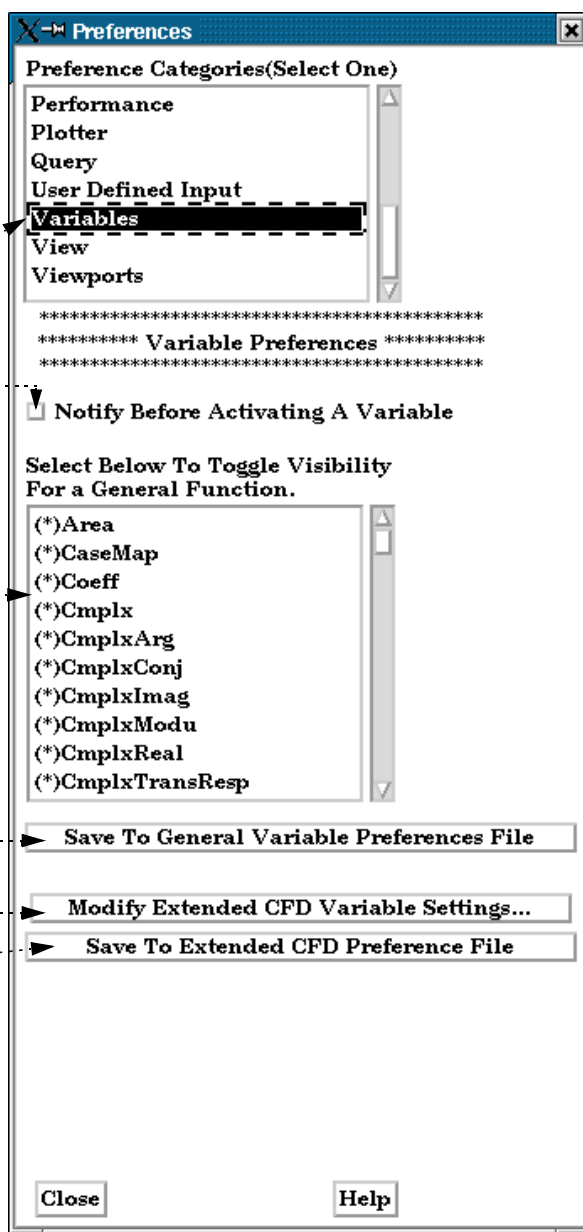 Preferences
Preference Categories(Select One)
Performance
Plotter
Query
User Defined Input
Variables
View
Viewports
********************************************
********** Variable Preferences **********
********************************************
Notify Before Activating A Variable
Select Below To Toggle Visibility
For a General Function.
(*)Area
(*)CaseMap
(*)Coeff
(*)Cmplx
(*)CmplxArg
(*)CmplxConj
(*)CmplxImag
(*)CmplxModu
(*)CmplxReal
(*)CmplxTransResp
Save To General Variable Preferences File
Modify Extended CFD Variable Settings...
Save To Extended CFD Preference File
Close Help